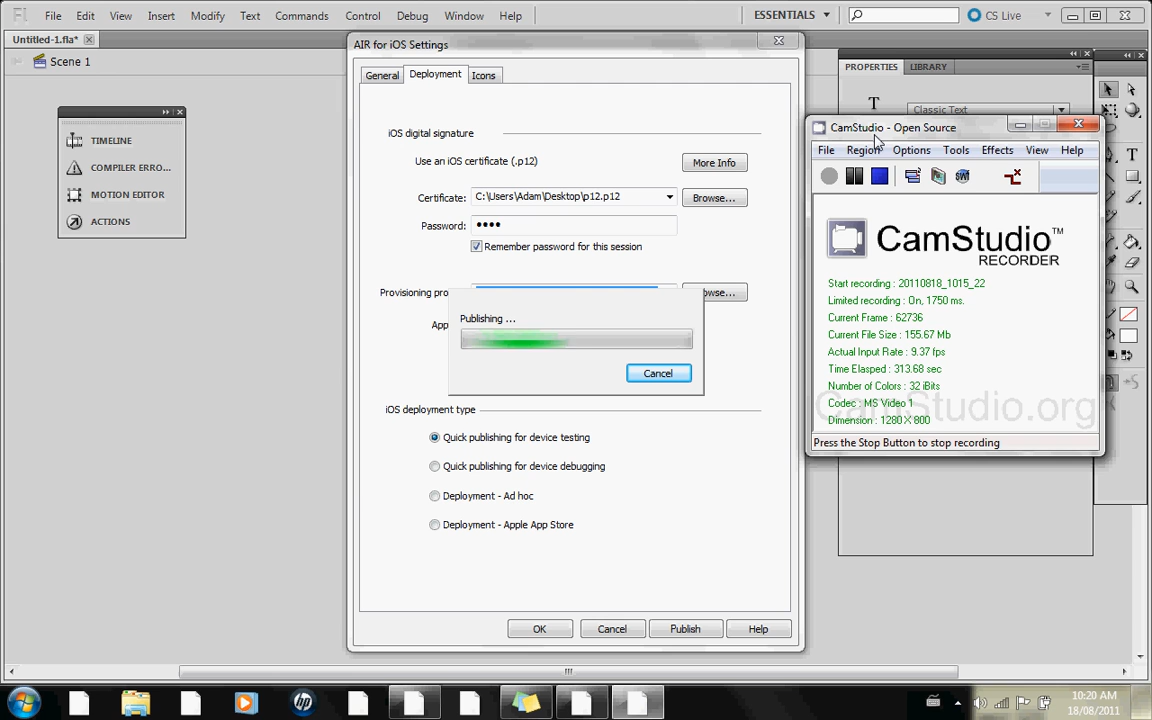 Fl File Edit View Insert Modify Text Commands Control Debug Window Help ESSENTIALS CS Live
Untitled-1.fla*
Scene 1
AIR for iOS Settings
General Deployment Icons
iOS digital signature
Use an iOS certificate (.p12) More Info
Certificate: C:\Users\Adam\Desktop\p12.p12 Browse...
Password: ••••
Remember password for this session
Provisioning pro owse...
App
Publishing ...
Cancel
iOS deployment type
Quick publishing for device testing
Quick publishing for device debugging
Deployment - Ad hoc
Deployment - Apple App Store
OK Cancel Publish Help
TIMELINE
COMPILER ERRO...
MOTION EDITOR
ACTIONS
PROPERTIES LIBRARY
T Classic Text
CamStudio - Open Source
File Region Options Tools Effects View Help
CamStudio™
RECORDER
Start recording : 20110818_1015_22
Limited recording : On, 1750 ms.
Current Frame : 62736
Current File Size : 155.67 Mb
Actual Input Rate : 9.37 fps
Time Elasped : 313.68 sec
Number of Colors : 32 iBits
Codec : MS Video 1
Dimension : 1280 X 800
CamStudio.org
Press the Stop Button to stop recording
10:20 AM
18/08/2011